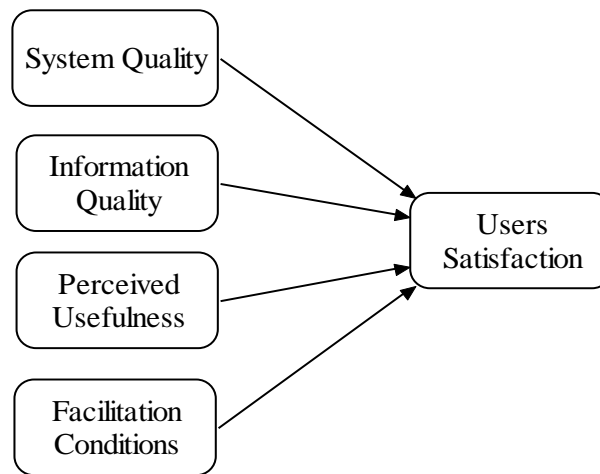 System Quality
Information
Quality
Perceived
Usefulness
Facilitation
Conditions
Users
Satisfaction